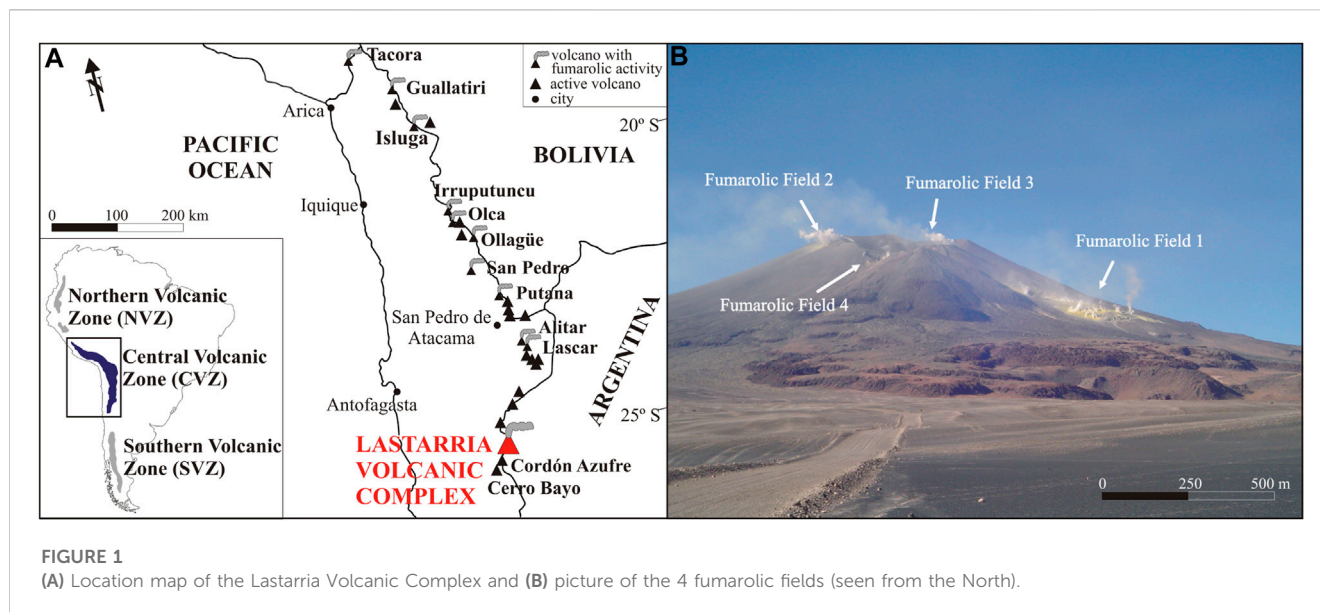 A
N
Tacora
Guallatiri
Arica
Isluga
PACIFIC
OCEAN
BOLIVIA
20º S
volcano with
fumarolic activity
active volcano
city
0 100 200 km
Iquique
Irruputuncu
Olca
Ollagüe
San Pedro
Putana
San Pedro de
Atacama
Alitar
Lascar
ARGENTINA
Antofagasta
25º S
LASTARRIA
VOLCANIC
COMPLEX
Cordón Azufre
Cerro Bayo
Northern Volcanic
Zone (NVZ)
Central Volcanic
Zone (CVZ)
Southern Volcanic
Zone (SVZ)
B
Fumarolic Field 2
Fumarolic Field 3
Fumarolic Field 1
Fumarolic Field 4
0 250 500 m
FIGURE 1
(A) Location map of the Lastarria Volcanic Complex and (B) picture of the 4 fumarolic fields (seen from the North).